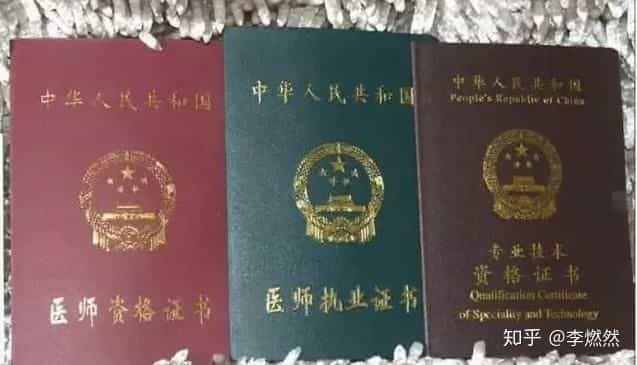 中华人民共和国
医师资格证书
中华人民共和国
医师执业证书
中华人民共和国
People's Republic of China
专业技术
资格证书
Qualification Certificate
of Speciality and Technology
知乎 @李燃然